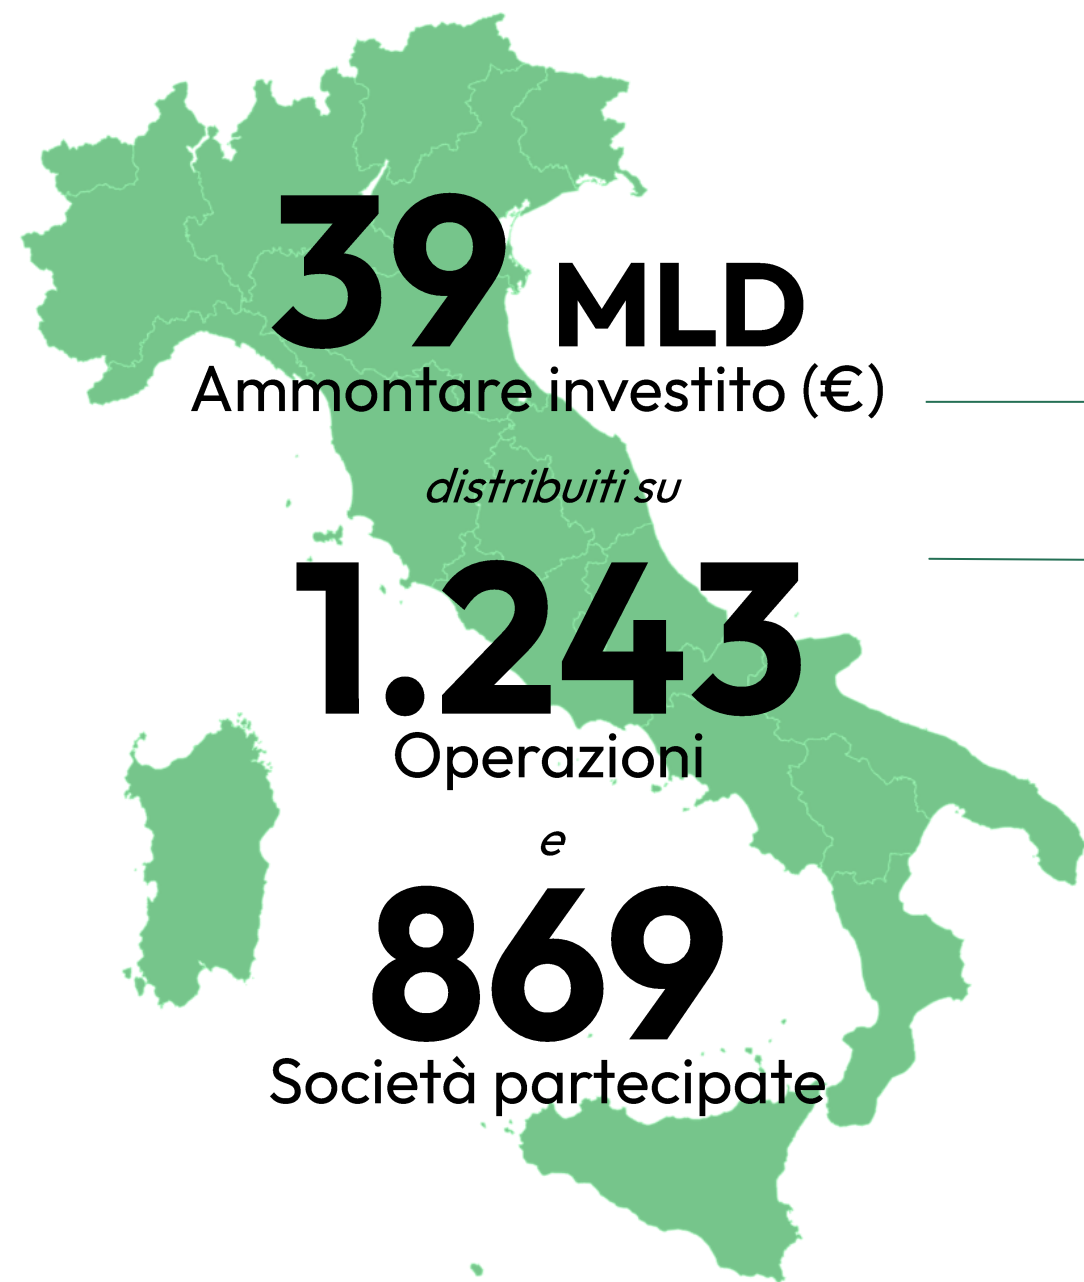 39 MLD
Ammontare investito (€)
distribuiti su
1.243
Operazioni
e
869
Società partecipate